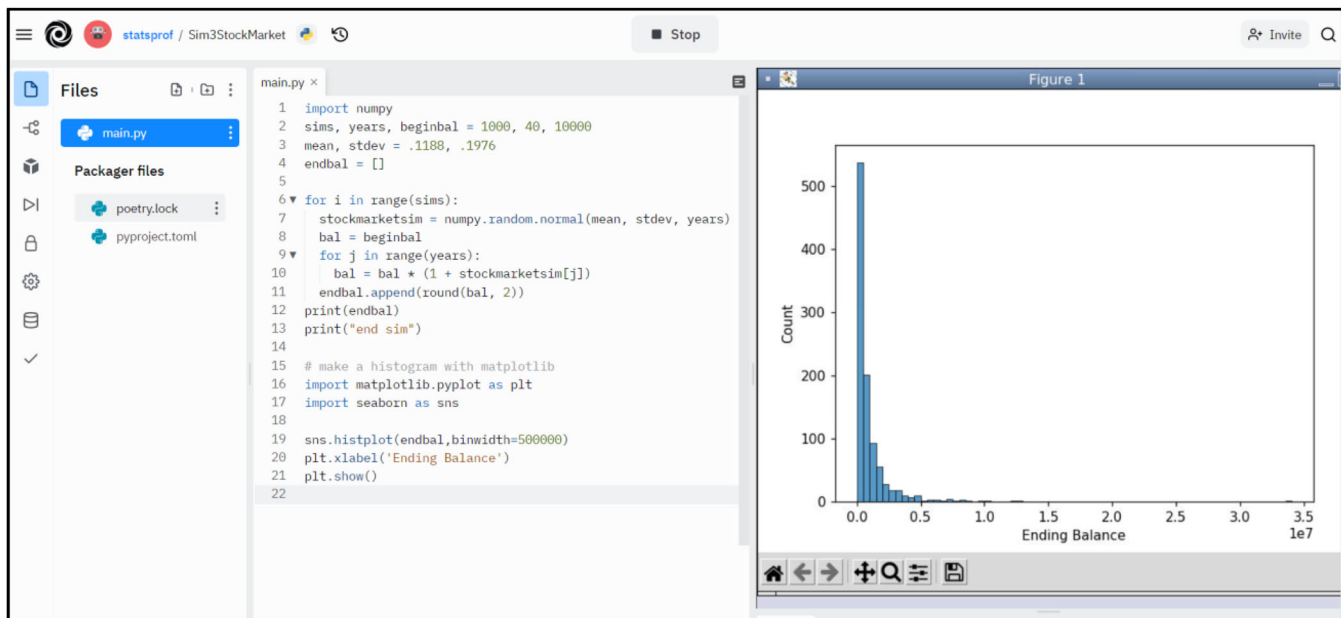 statsprof / Sim3StockMarket
Stop
Invite
Files
main.py
Packager files
poetry.lock
pyproject.toml
main.py ×
1 import numpy
2 sims, years, beginbal = 1000, 40, 10000
3 mean, stdev = .1188, .1976
4 endbal = []
5
6 for i in range(sims):
7   stockmarketsim = numpy.random.normal(mean, stdev, years)
8   bal = beginbal
9   for j in range(years):
10     bal = bal * (1 + stockmarketsim[j])
11   endbal.append(round(bal, 2))
12 print(endbal)
13 print("end sim")
14
15 # make a histogram with matplotlib
16 import matplotlib.pyplot as plt
17 import seaborn as sns
18
19 sns.histplot(endbal,binwidth=500000)
20 plt.xlabel('Ending Balance')
21 plt.show()
22
Figure 1
500
400
300
200
100
0
Count
0.0 0.5 1.0 1.5 2.0 2.5 3.0 3.5
1e7
Ending Balance